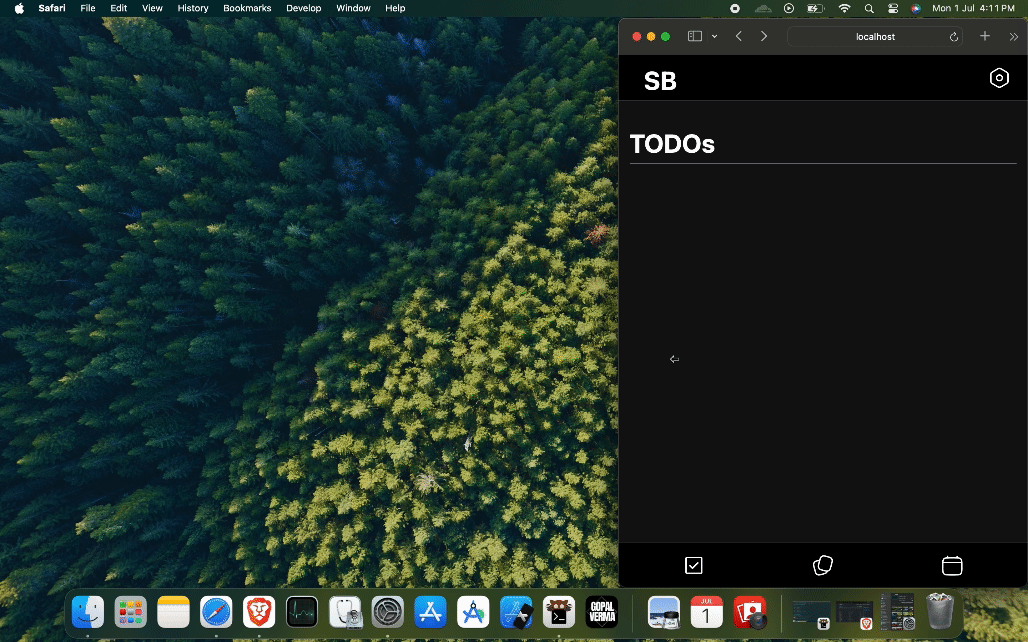 Safari File Edit View History Bookmarks Develop Window Help Mon 1 Jul 4:11 PM
localhost
SB
TODOs
JUL
1
GOPAL
VERMA